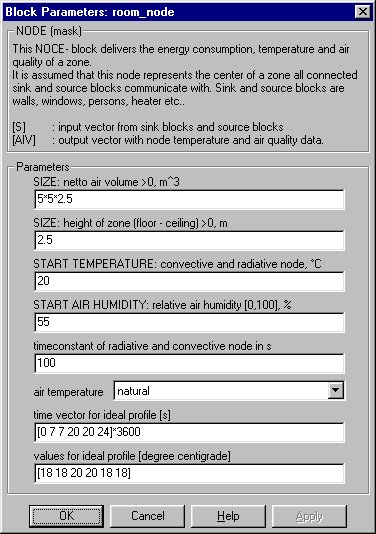 Block Parameters: room_node
NODE (mask)
This NOCE- block delivers the energy consumption, temperature and air
quality of a zone.
It is assumed that this node represents the center of a zone all connected
sink and source blocks communicate with. Sink and source blocks are
walls, windows, persons, heater etc..
[S] : input vector from sink blocks and source blocks
[AIV] : output vector with node temperature and air quality data.
Parameters
SIZE: netto air volume >0, m^3
5*5*2.5
SIZE: height of zone (floor - ceiling) >0, m
2.5
START TEMPERATURE: convective and radiative node, °C
20
START AIR HUMIDITY: relative air humidity [0,100], %
55
timeconstant of radiative and convective node in s
100
air temperature natural
time vector for ideal profile [s]
[0 7 7 20 20 24]*3600
values for ideal profile [degree centigrade]
[18 18 20 20 18 18]
OK Cancel Help Apply